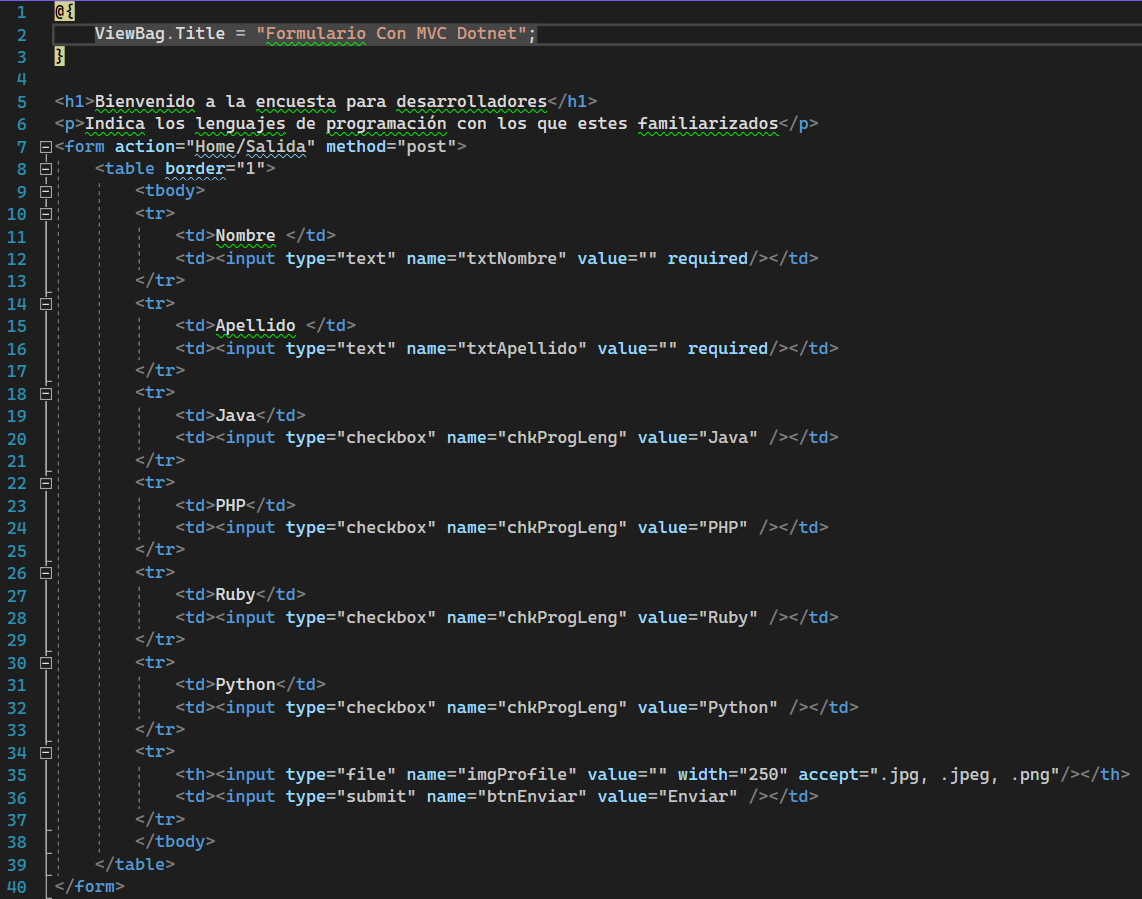 1 @{
2 ViewBag.Title = "Formulario Con MVC Dotnet";
3 }
4
5 <h1>Bienvenido a la encuesta para desarrolladores</h1>
6 <p>Indica los lenguajes de programación con los que estes familiarizados</p>
7 <form action="Home/Salida" method="post">
8 <table border="1">
9 <tbody>
10 <tr>
11 <td>Nombre </td>
12 <td><input type="text" name="txtNombre" value="" required/></td>
13 </tr>
14 <tr>
15 <td>Apellido </td>
16 <td><input type="text" name="txtApellido" value="" required/></td>
17 </tr>
18 <tr>
19 <td>Java</td>
20 <td><input type="checkbox" name="chkProgLeng" value="Java" /></td>
21 </tr>
22 <tr>
23 <td>PHP</td>
24 <td><input type="checkbox" name="chkProgLeng" value="PHP" /></td>
25 </tr>
26 <tr>
27 <td>Ruby</td>
28 <td><input type="checkbox" name="chkProgLeng" value="Ruby" /></td>
29 </tr>
30 <tr>
31 <td>Python</td>
32 <td><input type="checkbox" name="chkProgLeng" value="Python" /></td>
33 </tr>
34 <tr>
35 <th><input type="file" name="imgProfile" value="" width="250" accept=".jpg, .jpeg, .png"/></th>
36 <td><input type="submit" name="btnEnviar" value="Enviar" /></td>
37 </tr>
38 </tbody>
39 </table>
40 </form>